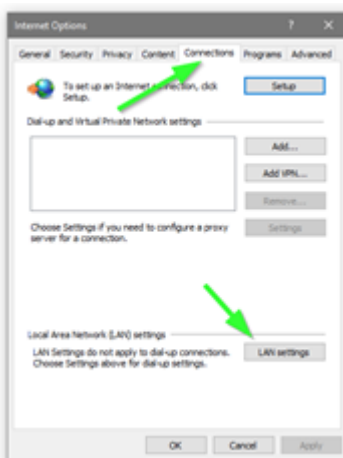 Internet Options
General Security Privacy Content Connections Programs Advanced
To set up an Internet connection, click
Setup.
Setup
Dial-up and Virtual Private Network settings
Add...
Add VPN...
Remove...
Choose Settings if you need to configure a proxy
server for a connection.
Settings
Local Area Network (LAN) settings
LAN Settings do not apply to dial-up connections.
Choose Settings above for dial-up settings.
LAN settings
OK Cancel Apply